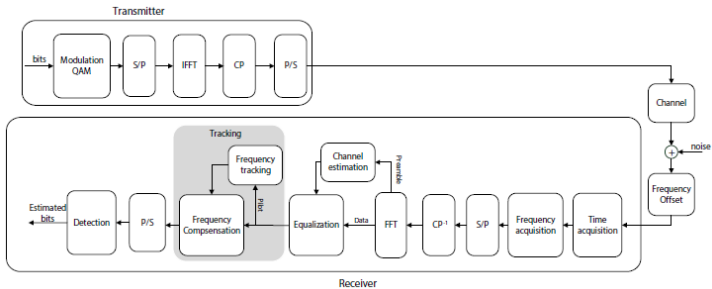 Transmitter
bits
Modulation
QAM
S/P
IFFT
CP
P/S
Channel
+
noise
Frequency
Offset
Tracking
Frequency
tracking
Channel
estimation
Preamble
Pilot
Estimated
bits
Detection
P/S
Frequency
Compsensation
Equalization
Data
FFT
CP-1
S/P
Frequency
acquisition
Time
acquisition
Receiver